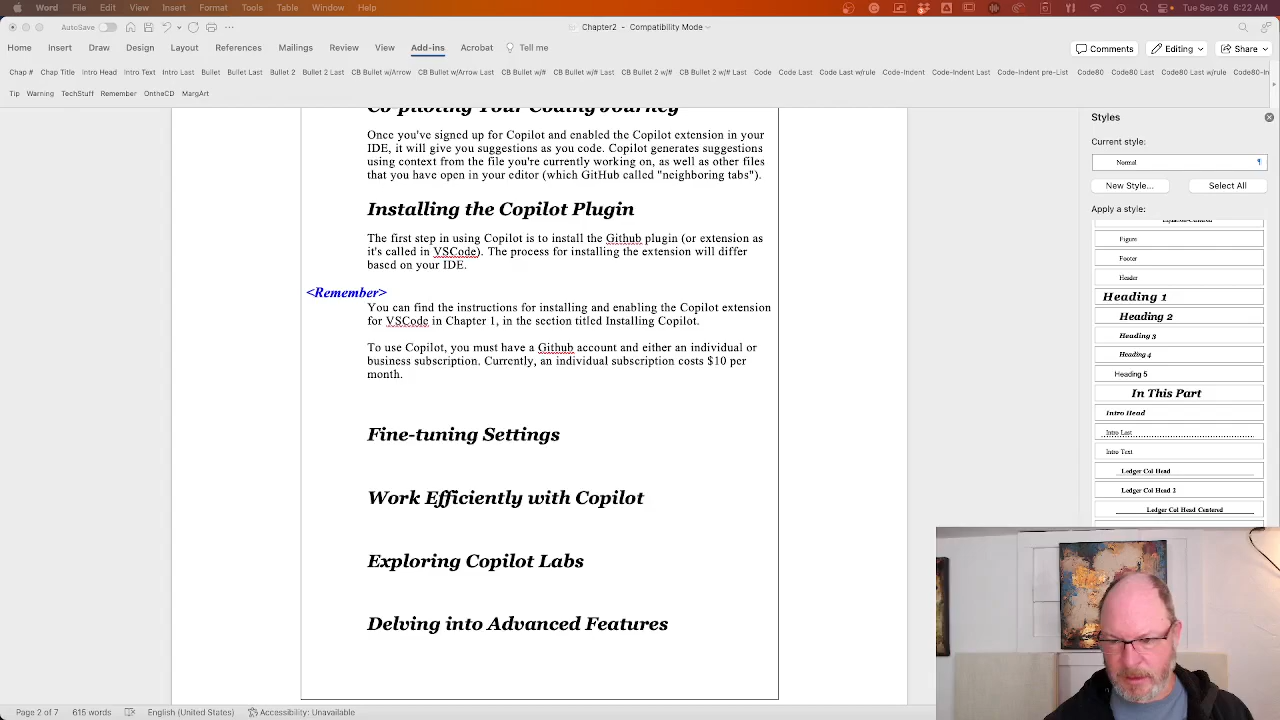 Word File Edit View Insert Format Tools Table Window Help Tue Sep 26 6:22 AM
AutoSave Chapter2 - Compatibility Mode
Home Insert Draw Design Layout References Mailings Review View Add-ins Acrobat Tell me Comments Editing Share
Chap # Chap Title Intro Head Intro Text Intro Last Bullet Bullet Last Bullet 2 Bullet 2 Last CB Bullet w/Arrow CB Bullet w/Arrow Last CB Bullet w/# CB Bullet w/# Last CB Bullet 2 w/# CB Bullet 2 w/# Last Code Code Last Code Last w/rule Code-Indent Code-Indent Last Code-Indent pre-List Code80 Code80 Last Code80 Last w/rule Code80-In
Tip Warning TechStuff Remember OntheCD MargArt
Co-piloting Your Coding Journey
Once you've signed up for Copilot and enabled the Copilot extension in your
IDE, it will give you suggestions as you code. Copilot generates suggestions
using context from the file you're currently working on, as well as other files
that you have open in your editor (which GitHub called "neighboring tabs").
Installing the Copilot Plugin
The first step in using Copilot is to install the Github plugin (or extension as
it's called in VSCode). The process for installing the extension will differ
based on your IDE.
<Remember>
You can find the instructions for installing and enabling the Copilot extension
for VSCode in Chapter 1, in the section titled Installing Copilot.
To use Copilot, you must have a Github account and either an individual or
business subscription. Currently, an individual subscription costs $10 per
month.
Fine-tuning Settings
Work Efficiently with Copilot
Exploring Copilot Labs
Delving into Advanced Features
Styles
Current style:
Normal
New Style... Select All
Apply a style:
Figure
Footer
Header
Heading 1
Heading 2
Heading 3
Heading 4
Heading 5
In This Part
Intro Head
Intro Last
Intro Text
Ledger Col Head
Ledger Col Head 2
Ledger Col Head Centered
Page 2 of 7 615 words English (United States) Accessibility: Unavailable